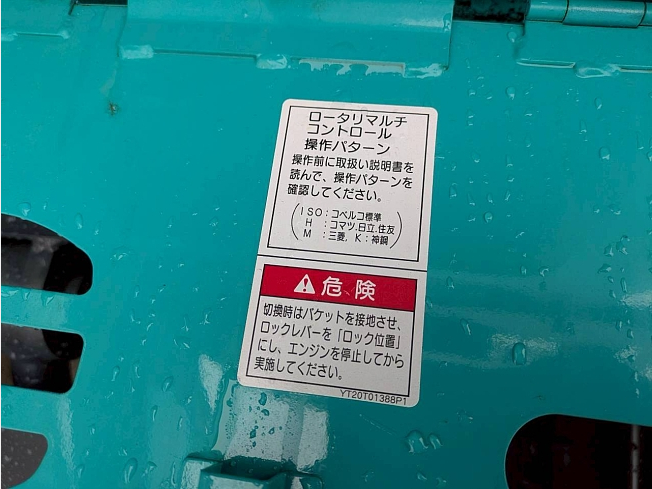 ロータリマルチ
コントロール
操作パターン
操作前に取扱い説明書を
読んで、操作パターンを
確認してください。
(ISO:コベルコ標準
H :コマツ,日立,住友
M :三菱, K:神鋼)
危険
切換時はバケットを接地させ、
ロックレバーを「ロック位置」
にし、エンジンを停止してから
実施してください。
YT20T01388P1